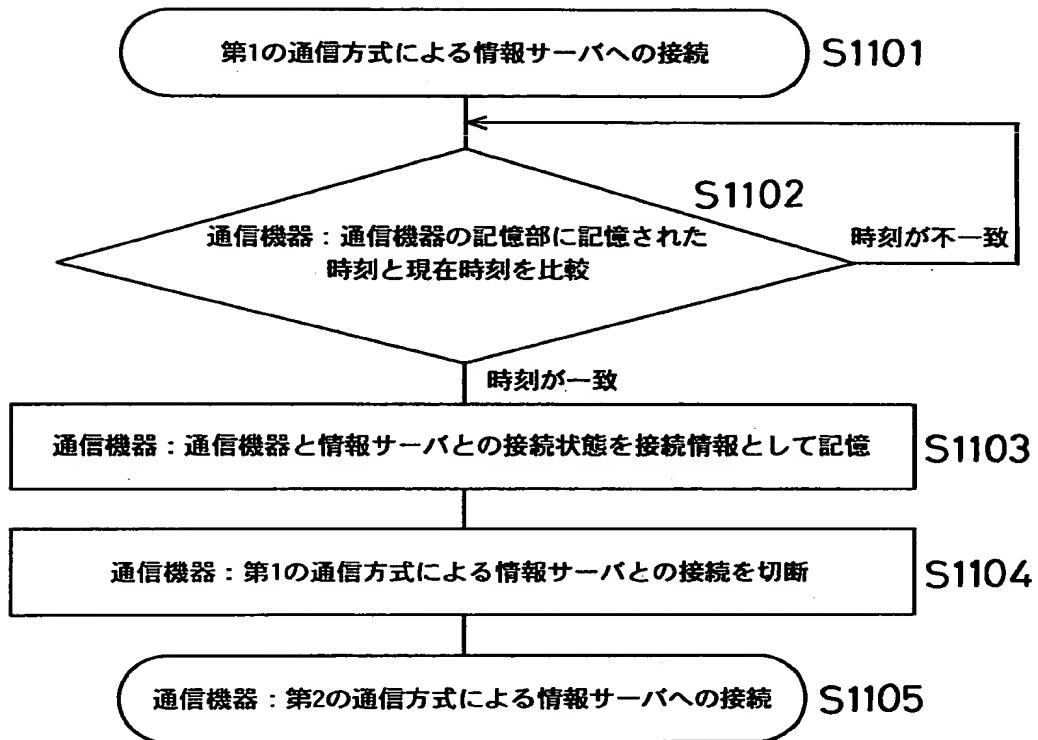 第1の通信方式による情報サーバへの接続
S1101
S1102
通信機器：通信機器の記憶部に記憶された
時刻と現在時刻を比較
時刻が不一致
時刻が一致
通信機器：通信機器と情報サーバとの接続状態を接続情報として記憶
S1103
通信機器：第1の通信方式による情報サーバとの接続を切断
S1104
通信機器：第2の通信方式による情報サーバへの接続
S1105